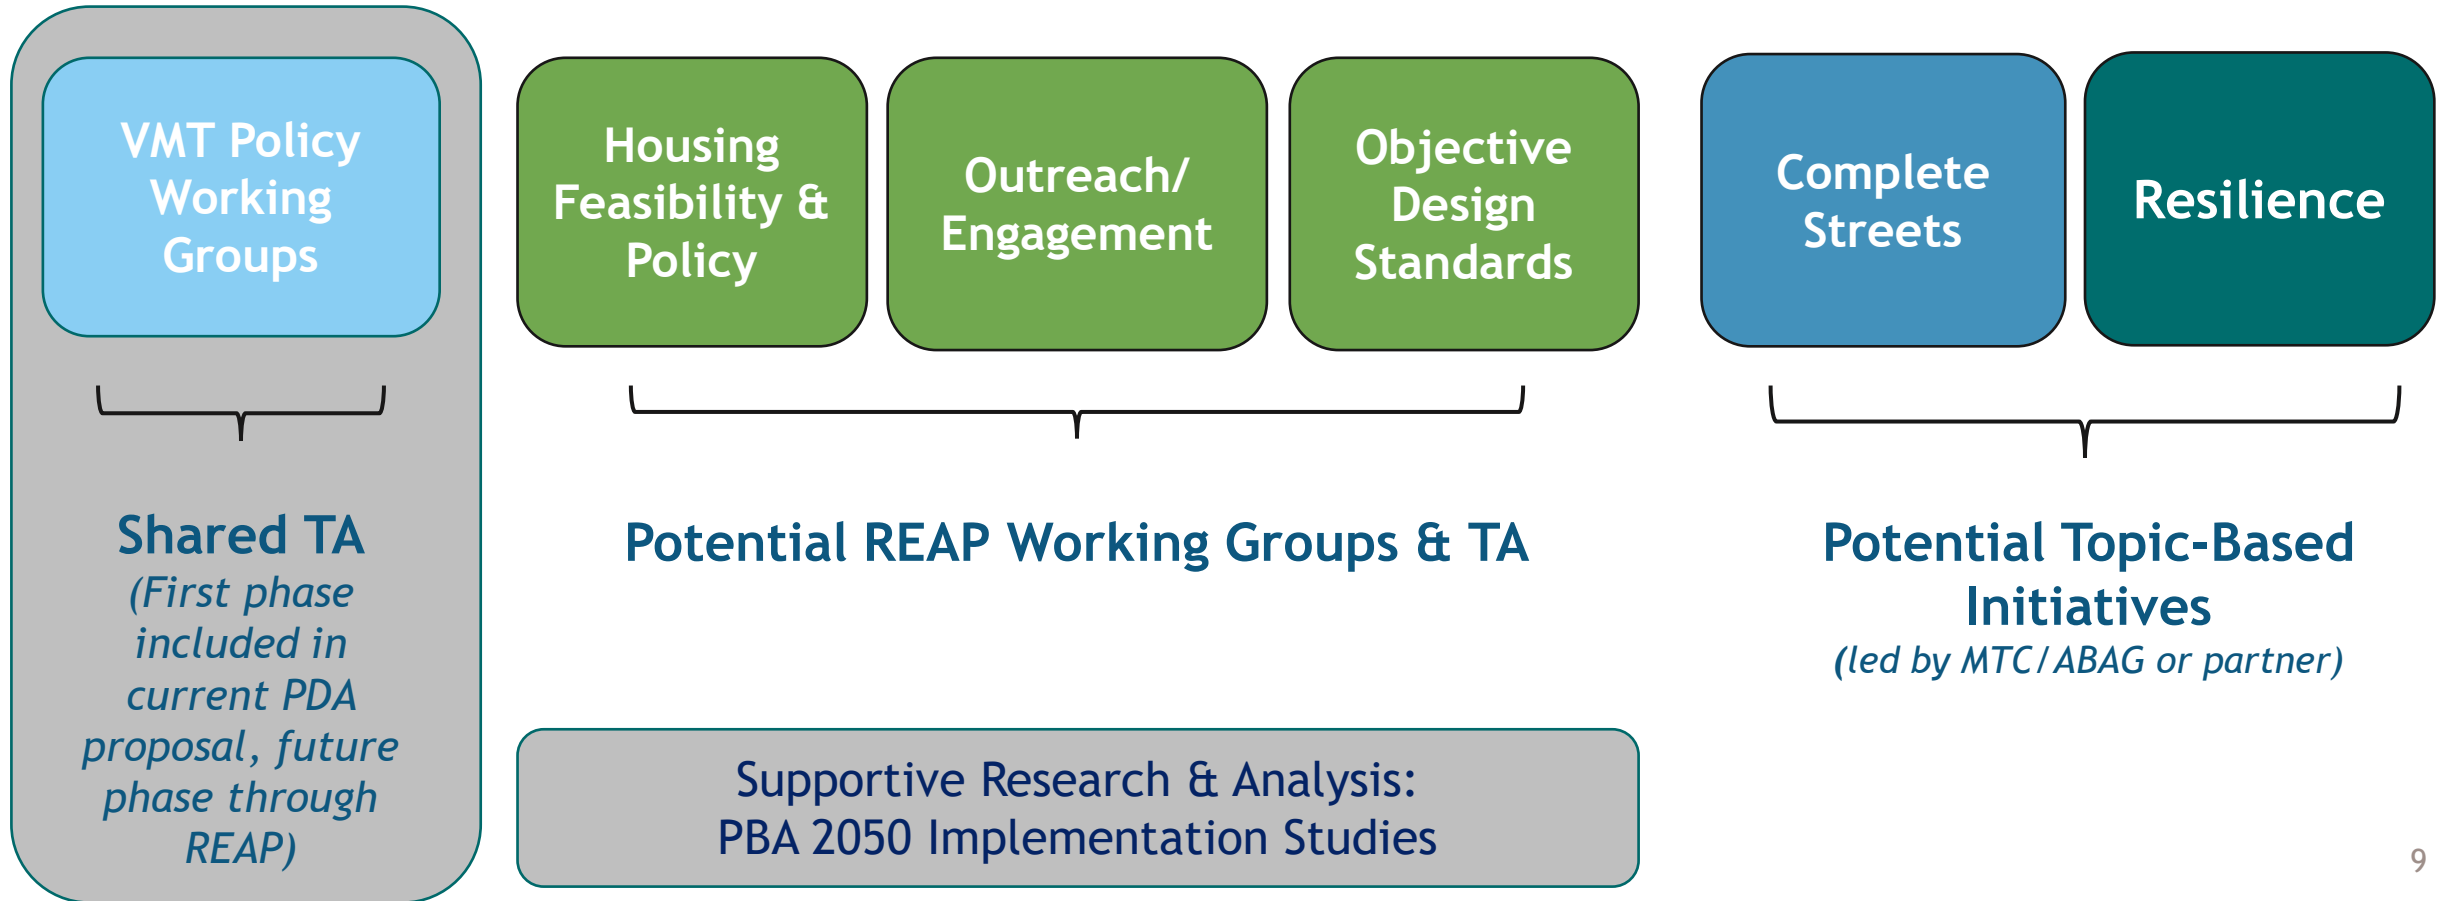 VMT Policy
Working
Groups
Housing
Feasibility &
Policy
Outreach/
Engagement
Objective
Design
Standards
Complete
Streets
Resilience
Shared TA
(First phase
included in
current PDA
proposal, future
phase through
REAP)
Potential REAP Working Groups & TA
Potential Topic-Based
Initiatives
(led by MTC/ABAG or partner)
Supportive Research & Analysis:
PBA 2050 Implementation Studies
9